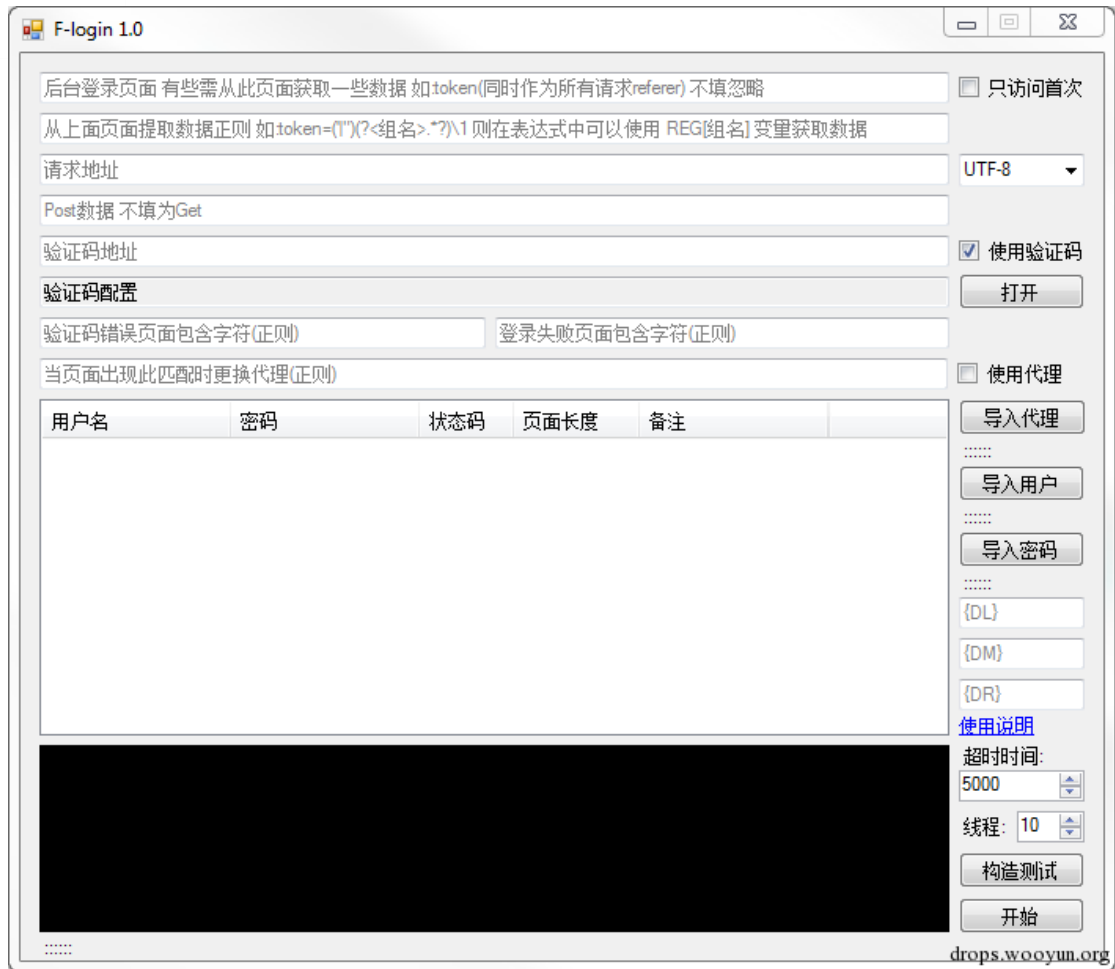 F-login 1.0
后台登录页面 有些需从此页面获取一些数据 如:token(同时作为所有请求referer) 不填忽略
只访问首次
从上面页面提取数据正则 如:token=('|")(?<组名>.*?)\1 则在表达式中可以使用 REG[组名] 变量获取数据
请求地址
UTF-8
Post数据 不填为Get
验证码地址
使用验证码
验证码配置
打开
验证码错误页面包含字符(正则)
登录失败页面包含字符(正则)
当页面出现此匹配时更换代理(正则)
使用代理
用户名 密码 状态码 页面长度 备注
导入代理
::::::
导入用户
::::::
导入密码
::::::
{DL}
{DM}
{DR}
使用说明
超时时间:
5000
线程: 10
构造测试
开始
::::::
drops.wooyun.org